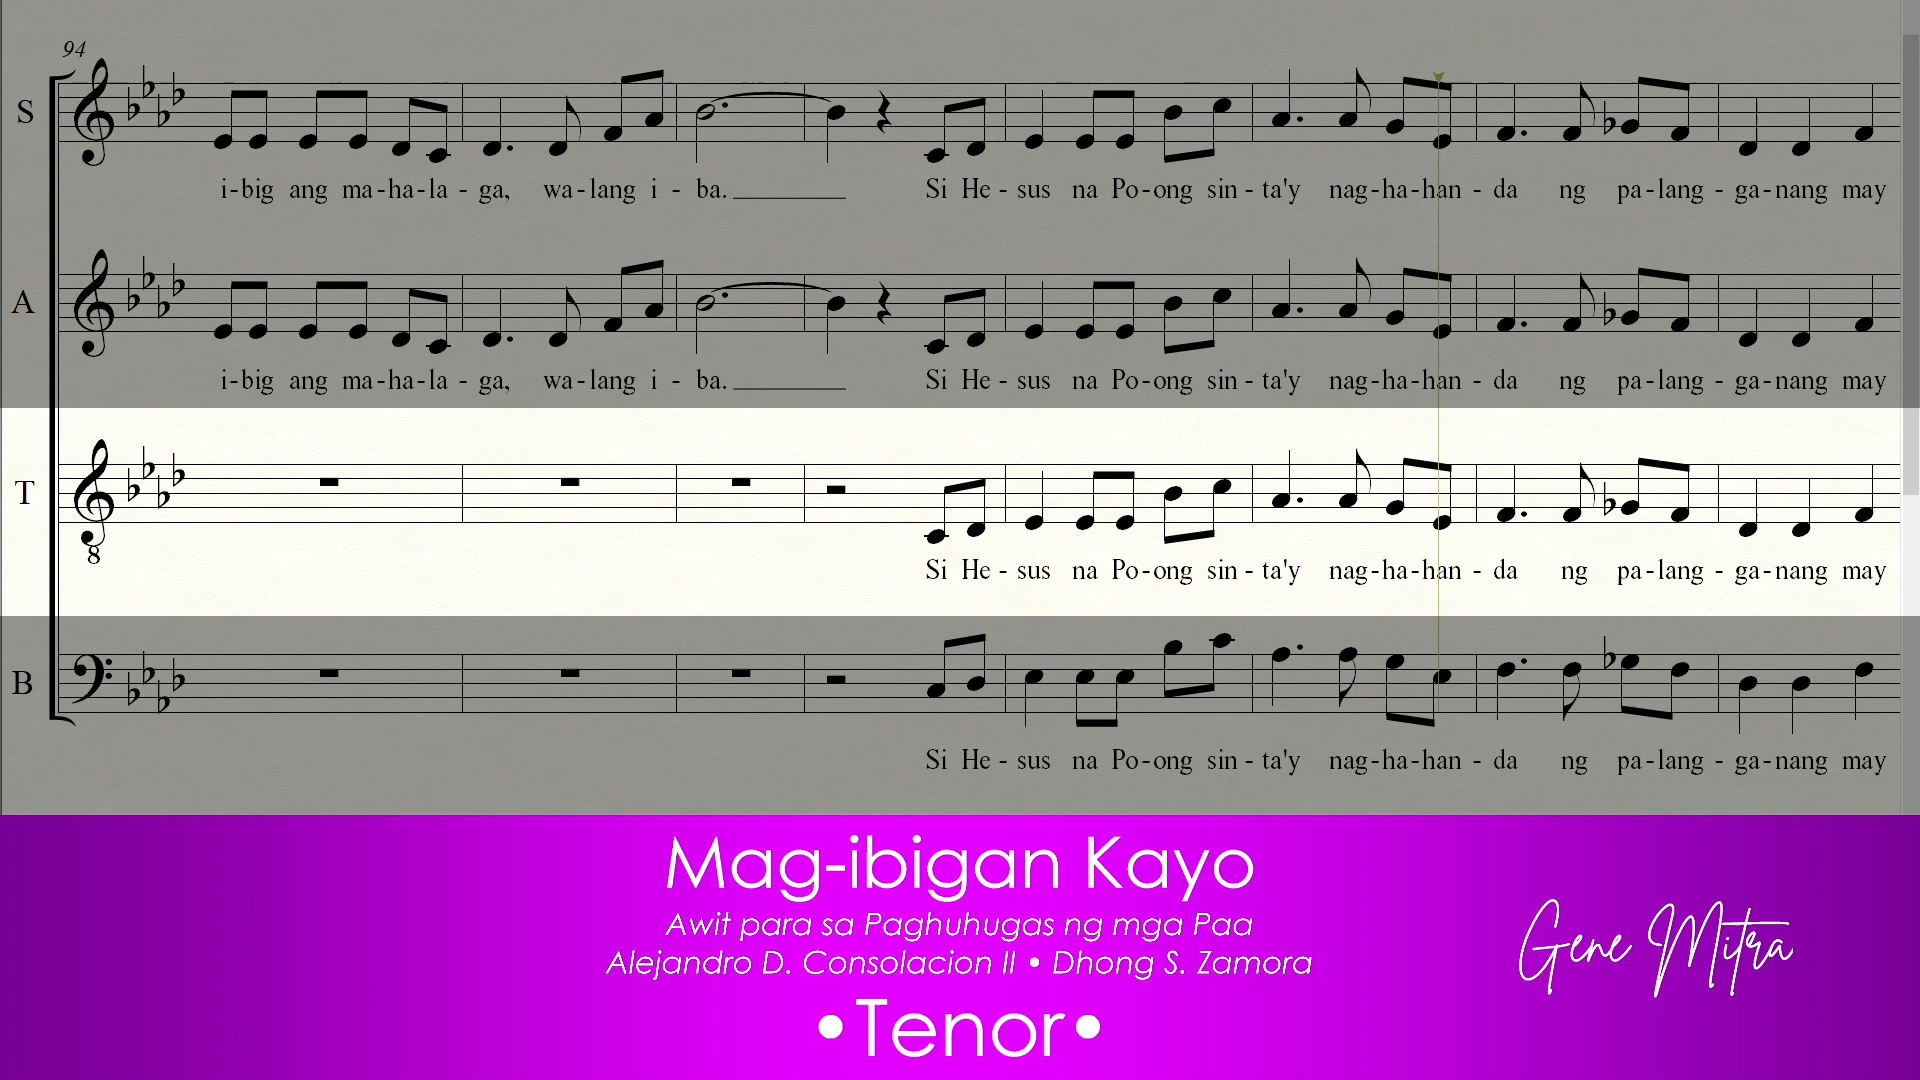 94
S
i-big ang ma-ha-la - ga, wa-lang i - ba. Si He - sus na Po-ong sin - ta'y nag-ha-han - da ng pa-lang - ga-nang may
A
i-big ang ma-ha-la - ga, wa-lang i - ba. Si He - sus na Po-ong sin - ta'y nag-ha-han - da ng pa-lang - ga-nang may
T
8
Si He - sus na Po-ong sin - ta'y nag-ha-han - da ng pa-lang - ga-nang may
B
Si He - sus na Po-ong sin - ta'y nag-ha-han - da ng pa-lang - ga-nang may
Mag-ibigan Kayo
Awit para sa Paghuhugas ng mga Paa
Alejandro D. Consolacion II • Dhong S. Zamora
•Tenor•
Gene Mitra